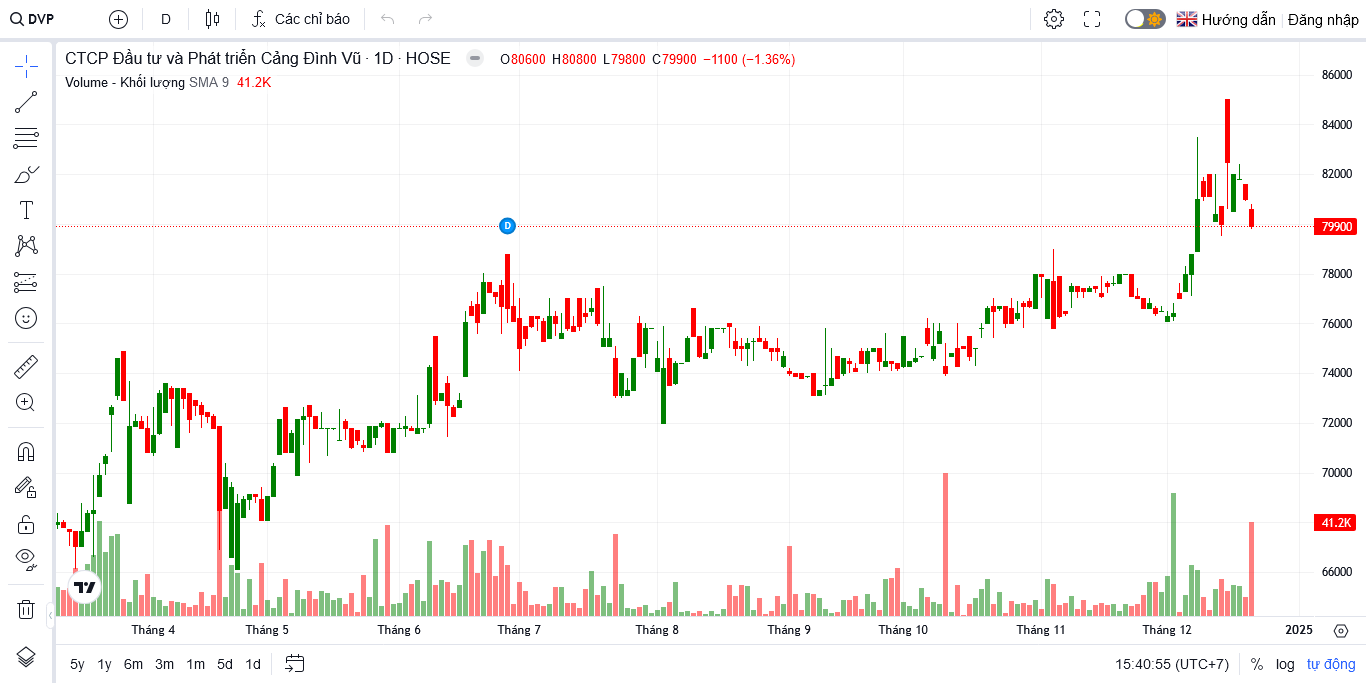 DVP D Các chỉ báo Hướng dẫn Đăng nhập
CTCP Đầu tư và Phát triển Cảng Đình Vũ · 1D · HOSE O80600 H80800 L79800 C79900 −1100 (−1.36%)
Volume - Khối lượng SMA 9 41.2K
86000
84000
82000
D
79900
78000
76000
74000
72000
70000
41.2K
66000
Tháng 4 Tháng 5 Tháng 6 Tháng 7 Tháng 8 Tháng 9 Tháng 10 Tháng 11 Tháng 12 2025
5y 1y 6m 3m 1m 5d 1d 15:40:55 (UTC+7) % log tự động